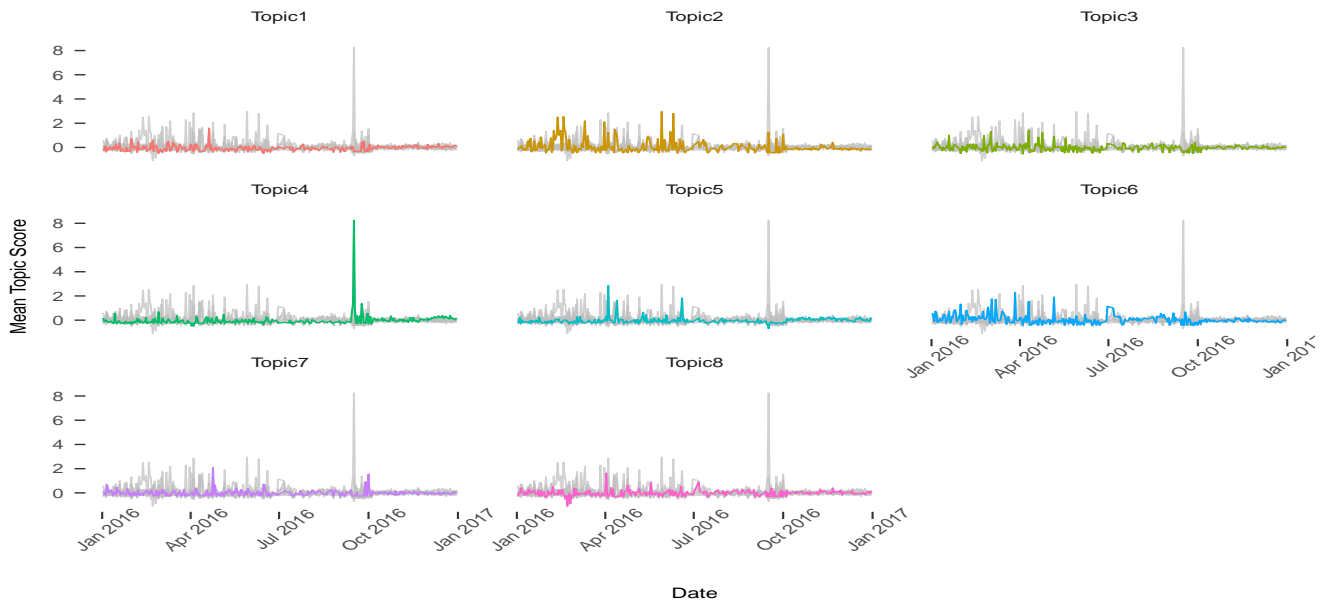 Topic1 Topic2 Topic3
8
6
4
2
0
Topic4 Topic5 Topic6
8
6
4
2
0
Mean Topic Score
Jan 2016 Apr 2016 Jul 2016 Oct 2016 Jan 2017
Topic7 Topic8
8
6
4
2
0
Jan 2016 Apr 2016 Jul 2016 Oct 2016 Jan 2017 Jan 2016 Apr 2016 Jul 2016 Oct 2016 Jan 2017
Date